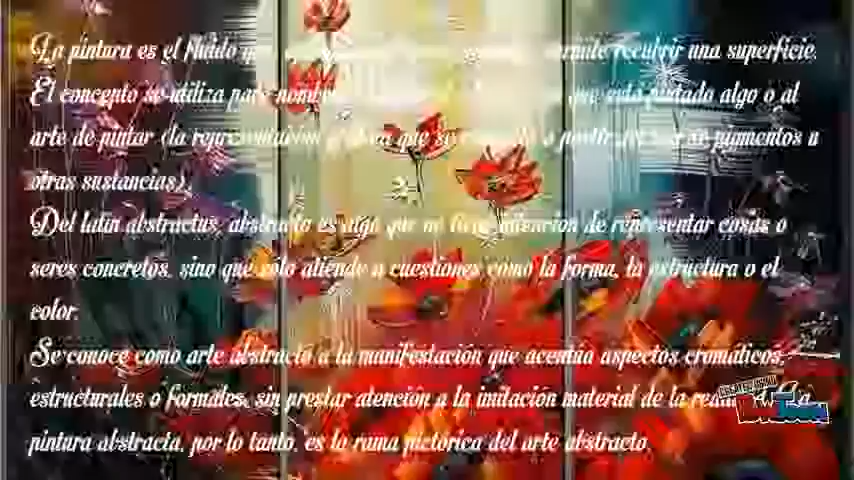 La pintura es el fluido que permite recubrir una superficie.
El concepto se utiliza para nombrar que está pintado algo o al
arte de pintar (la representación que se a partir de los pigmentos u
otras sustancias).
Del latín abstractus, abstracto es algo que no tiene intención de representar cosas o
seres concretos, sino que sólo atiende a cuestiones como la forma, la estructura o el
color.
Se conoce como arte abstracto a la manifestación que acentúa aspectos cromáticos,
estructurales o formales, sin prestar atención a la imitación material de la La
pintura abstracta, por lo tanto, es la rama pictórica del arte abstracto.